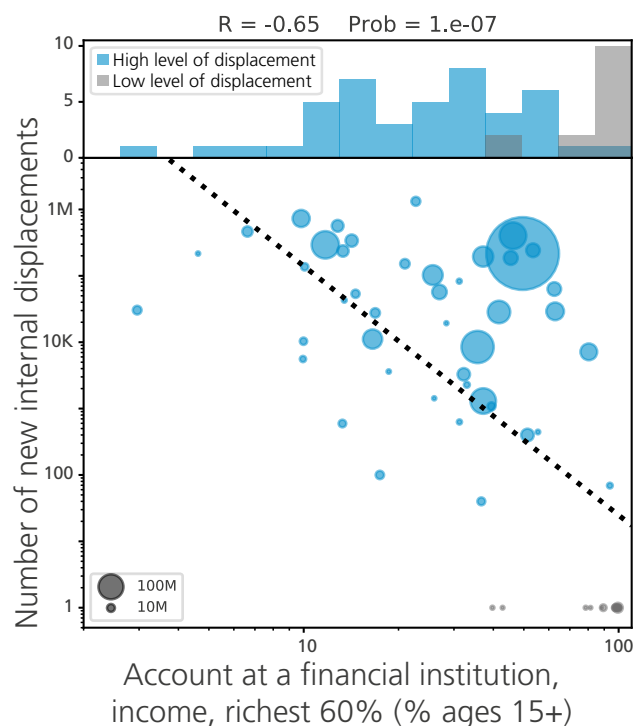 R = -0.65 Prob = 1.e-07
10
5
0
High level of displacement
Low level of displacement
Number of new internal displacements
1M
10K
100
1
100M
10M
10
100
Account at a financial institution,
income, richest 60% (% ages 15+)